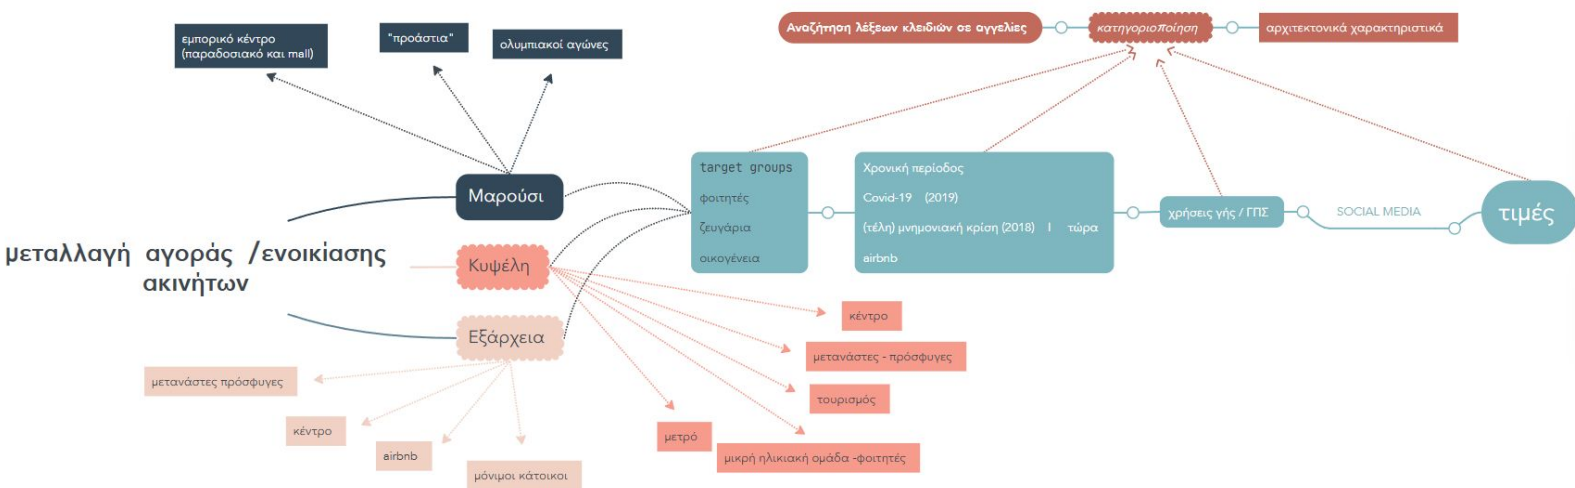 εμπορικό κέντρο
(παραδοσιακό και mall)
"προάστια"
ολυμπιακοί αγώνες
Αναζήτηση λέξεων κλειδιών σε αγγελίες
κατηγοριοποίηση
αρχιτεκτονικά χαρακτηριστικά
μεταλλαγή αγοράς /ενοικίασης
ακινήτων
Μαρούσι
Κυψέλη
Εξάρχεια
target groups
φοιτητές
ζευγάρια
οικογένεια
Χρονική περίοδος
Covid-19 (2019)
(τέλη) μνημονιακή κρίση (2018) | τώρα
airbnb
χρήσεις γής / ΓΠΣ
SOCIAL MEDIA
τιμές
κέντρο
μετανάστες - πρόσφυγες
τουρισμός
μετρό
μικρή ηλικιακή ομάδα -φοιτητές
μετανάστες πρόσφυγες
κέντρο
airbnb
μόνιμοι κάτοικοι